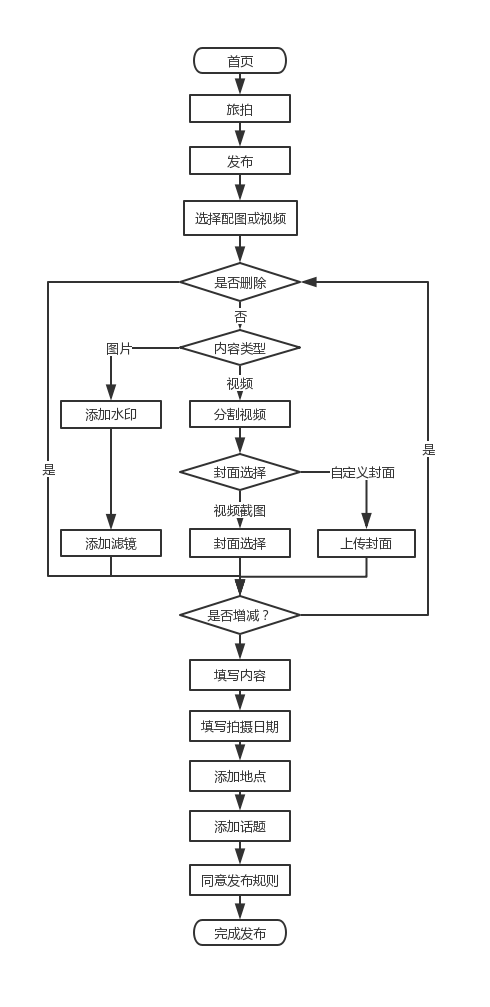 首页
旅拍
发布
选择配图或视频
是否删除
否
图片
内容类型
视频
添加水印
分割视频
是
是
封面选择
自定义封面
视频截图
添加滤镜
封面选择
上传封面
是否增减？
填写内容
填写拍摄日期
添加地点
添加话题
同意发布规则
完成发布